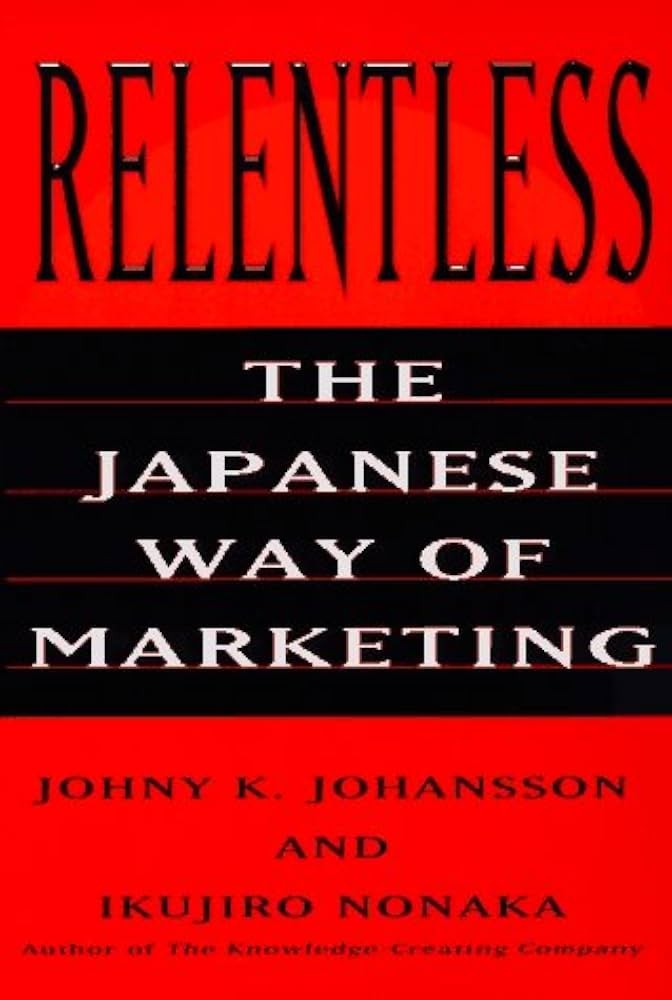 RELENTLESS
THE
JAPANESE
WAY OF
MARKETING
JOHNY K. JOHANSSON
AND
IKUJIRO NONAKA
Author of The Knowledge-Creating Company